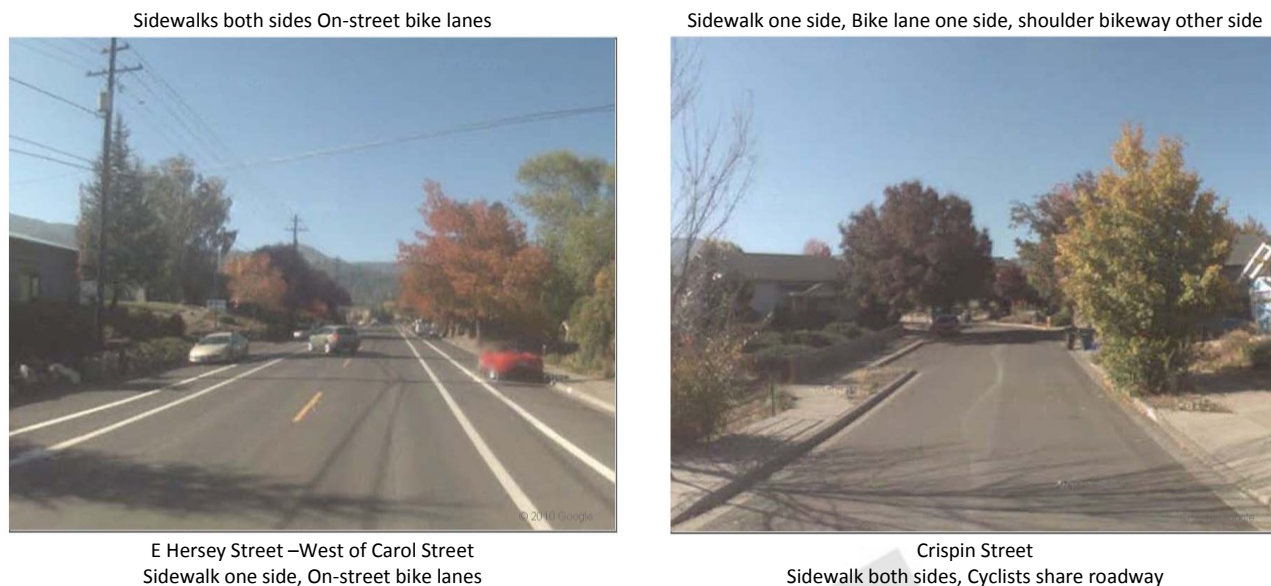 Sidewalks both sides On-street bike lanes
Sidewalk one side, Bike lane one side, shoulder bikeway other side
© 2010 Google
E Hersey Street –West of Carol Street
Sidewalk one side, On-street bike lanes
Crispin Street
Sidewalk both sides, Cyclists share roadway